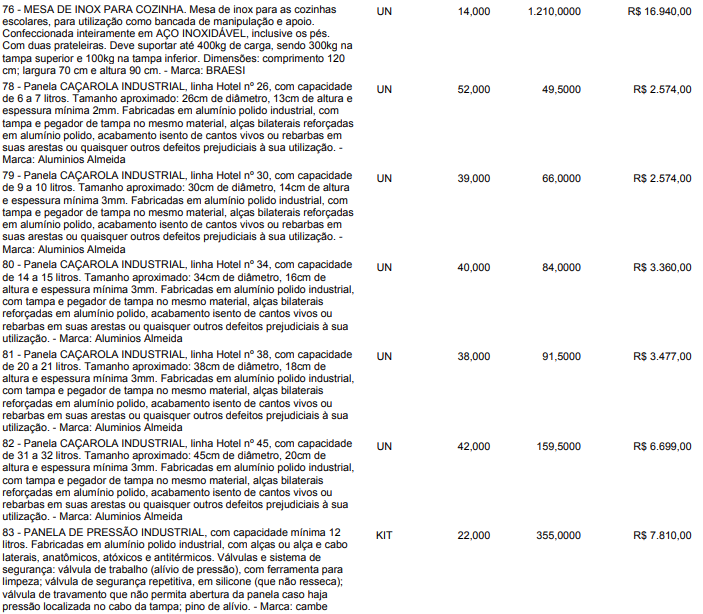 76 - MESA DE INOX PARA COZINHA. Mesa de inox para as cozinhas UN 14,000 1.210,0000 R$ 16.940,00
escolares, para utilização como bancada de manipulação e apoio.
Confeccionada inteiramente em AÇO INOXIDÁVEL, inclusive os pés.
Com duas prateleiras. Deve suportar até 400kg de carga, sendo 300kg na
tampa superior e 100kg na tampa inferior. Dimensões: comprimento 120
cm; largura 70 cm e altura 90 cm. - Marca: BRAESI
78 - Panela CAÇAROLA INDUSTRIAL, linha Hotel nº 26, com capacidade UN 52,000 49,5000 R$ 2.574,00
de 6 a 7 litros. Tamanho aproximado: 26cm de diâmetro, 13cm de altura e
espessura mínima 2mm. Fabricadas em alumínio polido industrial, com
tampa e pegador de tampa no mesmo material, alças bilaterais reforçadas
em alumínio polido, acabamento isento de cantos vivos ou rebarbas em
suas arestas ou quaisquer outros defeitos prejudiciais à sua utilização. -
Marca: Aluminios Almeida
79 - Panela CAÇAROLA INDUSTRIAL, linha Hotel nº 30, com capacidade UN 39,000 66,0000 R$ 2.574,00
de 9 a 10 litros. Tamanho aproximado: 30cm de diâmetro, 14cm de altura
e espessura mínima 3mm. Fabricadas em alumínio polido industrial, com
tampa e pegador de tampa no mesmo material, alças bilaterais reforçadas
em alumínio polido, acabamento isento de cantos vivos ou rebarbas em
suas arestas ou quaisquer outros defeitos prejudiciais à sua utilização. -
Marca: Aluminios Almeida
80 - Panela CAÇAROLA INDUSTRIAL, linha Hotel nº 34, com capacidade UN 40,000 84,0000 R$ 3.360,00
de 14 a 15 litros. Tamanho aproximado: 34cm de diâmetro, 16cm de
altura e espessura mínima 3mm. Fabricadas em alumínio polido industrial,
com tampa e pegador de tampa no mesmo material, alças bilaterais
reforçadas em alumínio polido, acabamento isento de cantos vivos ou
rebarbas em suas arestas ou quaisquer outros defeitos prejudiciais à sua
utilização. - Marca: Aluminios Almeida
81 - Panela CAÇAROLA INDUSTRIAL, linha Hotel nº 38, com capacidade UN 38,000 91,5000 R$ 3.477,00
de 20 a 21 litros. Tamanho aproximado: 38cm de diâmetro, 18cm de
altura e espessura mínima 3mm. Fabricadas em alumínio polido industrial,
com tampa e pegador de tampa no mesmo material, alças bilaterais
reforçadas em alumínio polido, acabamento isento de cantos vivos ou
rebarbas em suas arestas ou quaisquer outros defeitos prejudiciais à sua
utilização. - Marca: Aluminios Almeida
82 - Panela CAÇAROLA INDUSTRIAL, linha Hotel nº 45, com capacidade UN 42,000 159,5000 R$ 6.699,00
de 31 a 32 litros. Tamanho aproximado: 45cm de diâmetro, 20cm de
altura e espessura mínima 3mm. Fabricadas em alumínio polido industrial,
com tampa e pegador de tampa no mesmo material, alças bilaterais
reforçadas em alumínio polido, acabamento isento de cantos vivos ou
rebarbas em suas arestas ou quaisquer outros defeitos prejudiciais à sua
utilização. - Marca: Aluminios Almeida
83 - PANELA DE PRESSÃO INDUSTRIAL, com capacidade mínima 12 KIT 22,000 355,0000 R$ 7.810,00
litros. Fabricadas em alumínio polido industrial, com alças ou alça e cabo
laterais, anatômicos, atóxicos e antitérmicos. Válvulas e sistema de
segurança: válvula de trabalho (alívio de pressão), com ferramenta para
limpeza; válvula de segurança repetitiva, em silicone (que não resseca);
válvula de travamento que não permita abertura da panela caso haja
pressão localizada no cabo da tampa; pino de alívio. - Marca: cambe